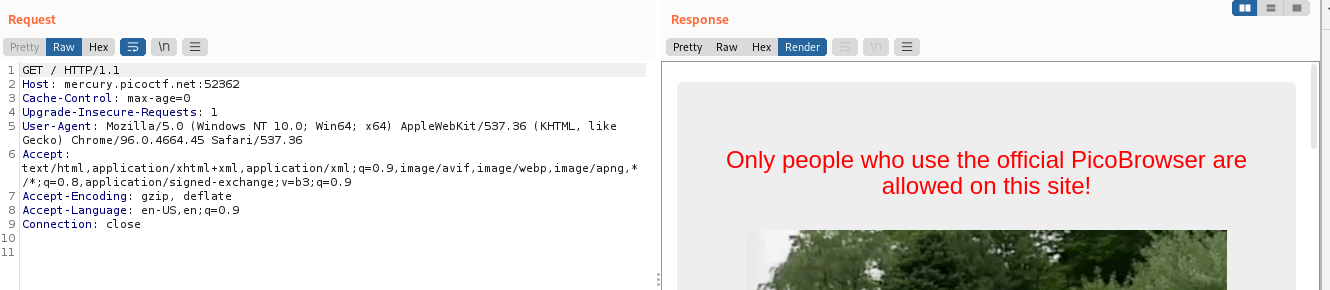 Request
Response
Pretty Raw Hex \n
Pretty Raw Hex Render \n
1 GET / HTTP/1.1
2 Host: mercury.picoctf.net:52362
3 Cache-Control: max-age=0
4 Upgrade-Insecure-Requests: 1
5 User-Agent: Mozilla/5.0 (Windows NT 10.0; Win64; x64) AppleWebKit/537.36 (KHTML, like
Gecko) Chrome/96.0.4664.45 Safari/537.36
6 Accept:
text/html,application/xhtml+xml,application/xml;q=0.9,image/avif,image/webp,image/apng,*
/*;q=0.8,application/signed-exchange;v=b3;q=0.9
7 Accept-Encoding: gzip, deflate
8 Accept-Language: en-US,en;q=0.9
9 Connection: close
10
11
Only people who use the official PicoBrowser are
allowed on this site!